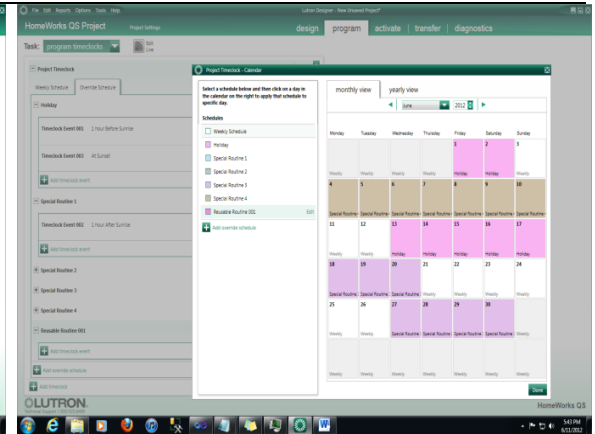 File Edit Reports Options Tools Help
Lutron Designer - New Unsaved Project*
HomeWorks QS Project
Project Settings
design program activate transfer diagnostics
Task: program timeclocks
Edit
Live
Project Timeclock
Weekly Schedule Override Schedule
Holiday
Timeclock Event 001 1 hour Before Sunrise
Timeclock Event 003 At Sunset
Add timeclock event
Special Routine 1
Timeclock Event 002 1 hour After Sunrise
Add timeclock event
Special Routine 2
Special Routine 3
Special Routine 4
Reusable Routine 001
Add timeclock event
Add override schedule
Add timeclock
LUTRON
HomeWorks QS
Project Timeclock - Calendar
Select a schedule below and then click on a day in
the calendar on the right to apply that schedule to
specific day.
Schedules
Weekly Schedule
Holiday
Special Routine 1
Special Routine 2
Special Routine 3
Special Routine 4
Reusable Routine 001 Edit
Add override schedule
monthly view yearly view
June 2012
Monday Tuesday Wednesday Thursday Friday Saturday Sunday
1 2 3
Weekly Weekly Weekly Weekly Holiday Holiday Weekly
4 5 6 7 8 9 10
Special Routine Special Routine Special Routine Special Routine Special Routine Special Routine Special Routine
11 12 13 14 15 16 17
Weekly Weekly Holiday Holiday Holiday Holiday Holiday
18 19 20 21 22 23 24
Special Routine Special Routine Special Routine Weekly Weekly Weekly Weekly
25 26 27 28 29 30
Weekly Weekly Special Routine Special Routine Special Routine Special Routine Weekly
Weekly Weekly Weekly Weekly Weekly Weekly Weekly
Done
5:43 PM
6/11/2012